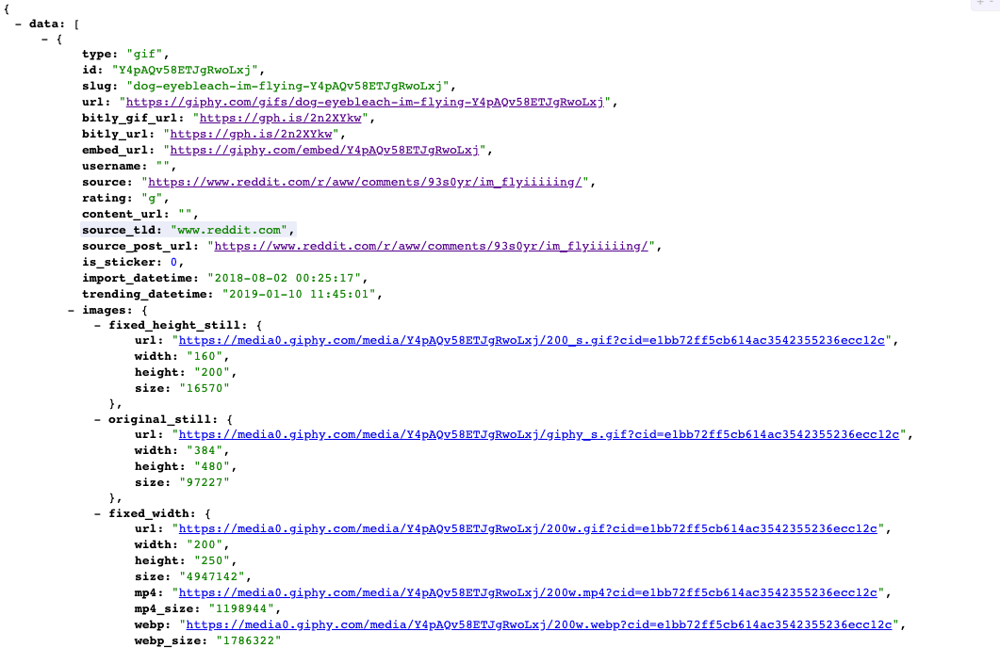 {
- data: [
- {
type: "gif",
id: "Y4pAQv58ETJgRwoLxj",
slug: "dog-eyebleach-im-flying-Y4pAQv58ETJgRwoLxj",
url: "https://giphy.com/gifs/dog-eyebleach-im-flying-Y4pAQv58ETJgRwoLxj",
bitly_gif_url: "https://gph.is/2n2XYkw",
bitly_url: "https://gph.is/2n2XYkw",
embed_url: "https://giphy.com/embed/Y4pAQv58ETJgRwoLxj",
username: "",
source: "https://www.reddit.com/r/aww/comments/93s0yr/im_flyiiiiing/",
rating: "g",
content_url: "",
source_tld: "www.reddit.com",
source_post_url: "https://www.reddit.com/r/aww/comments/93s0yr/im_flyiiiiing/",
is_sticker: 0,
import_datetime: "2018-08-02 00:25:17",
trending_datetime: "2019-01-10 11:45:01",
- images: {
- fixed_height_still: {
url: "https://media0.giphy.com/media/Y4pAQv58ETJgRwoLxj/200_s.gif?cid=e1bb72ff5cb614ac3542355236ecc12c",
width: "160",
height: "200",
size: "16570"
},
- original_still: {
url: "https://media0.giphy.com/media/Y4pAQv58ETJgRwoLxj/giphy_s.gif?cid=e1bb72ff5cb614ac3542355236ecc12c",
width: "384",
height: "480",
size: "97227"
},
- fixed_width: {
url: "https://media0.giphy.com/media/Y4pAQv58ETJgRwoLxj/200w.gif?cid=e1bb72ff5cb614ac3542355236ecc12c",
width: "200",
height: "250",
size: "4947142",
mp4: "https://media0.giphy.com/media/Y4pAQv58ETJgRwoLxj/200w.mp4?cid=e1bb72ff5cb614ac3542355236ecc12c",
mp4_size: "1198944",
webp: "https://media0.giphy.com/media/Y4pAQv58ETJgRwoLxj/200w.webp?cid=e1bb72ff5cb614ac3542355236ecc12c",
webp_size: "1786322"